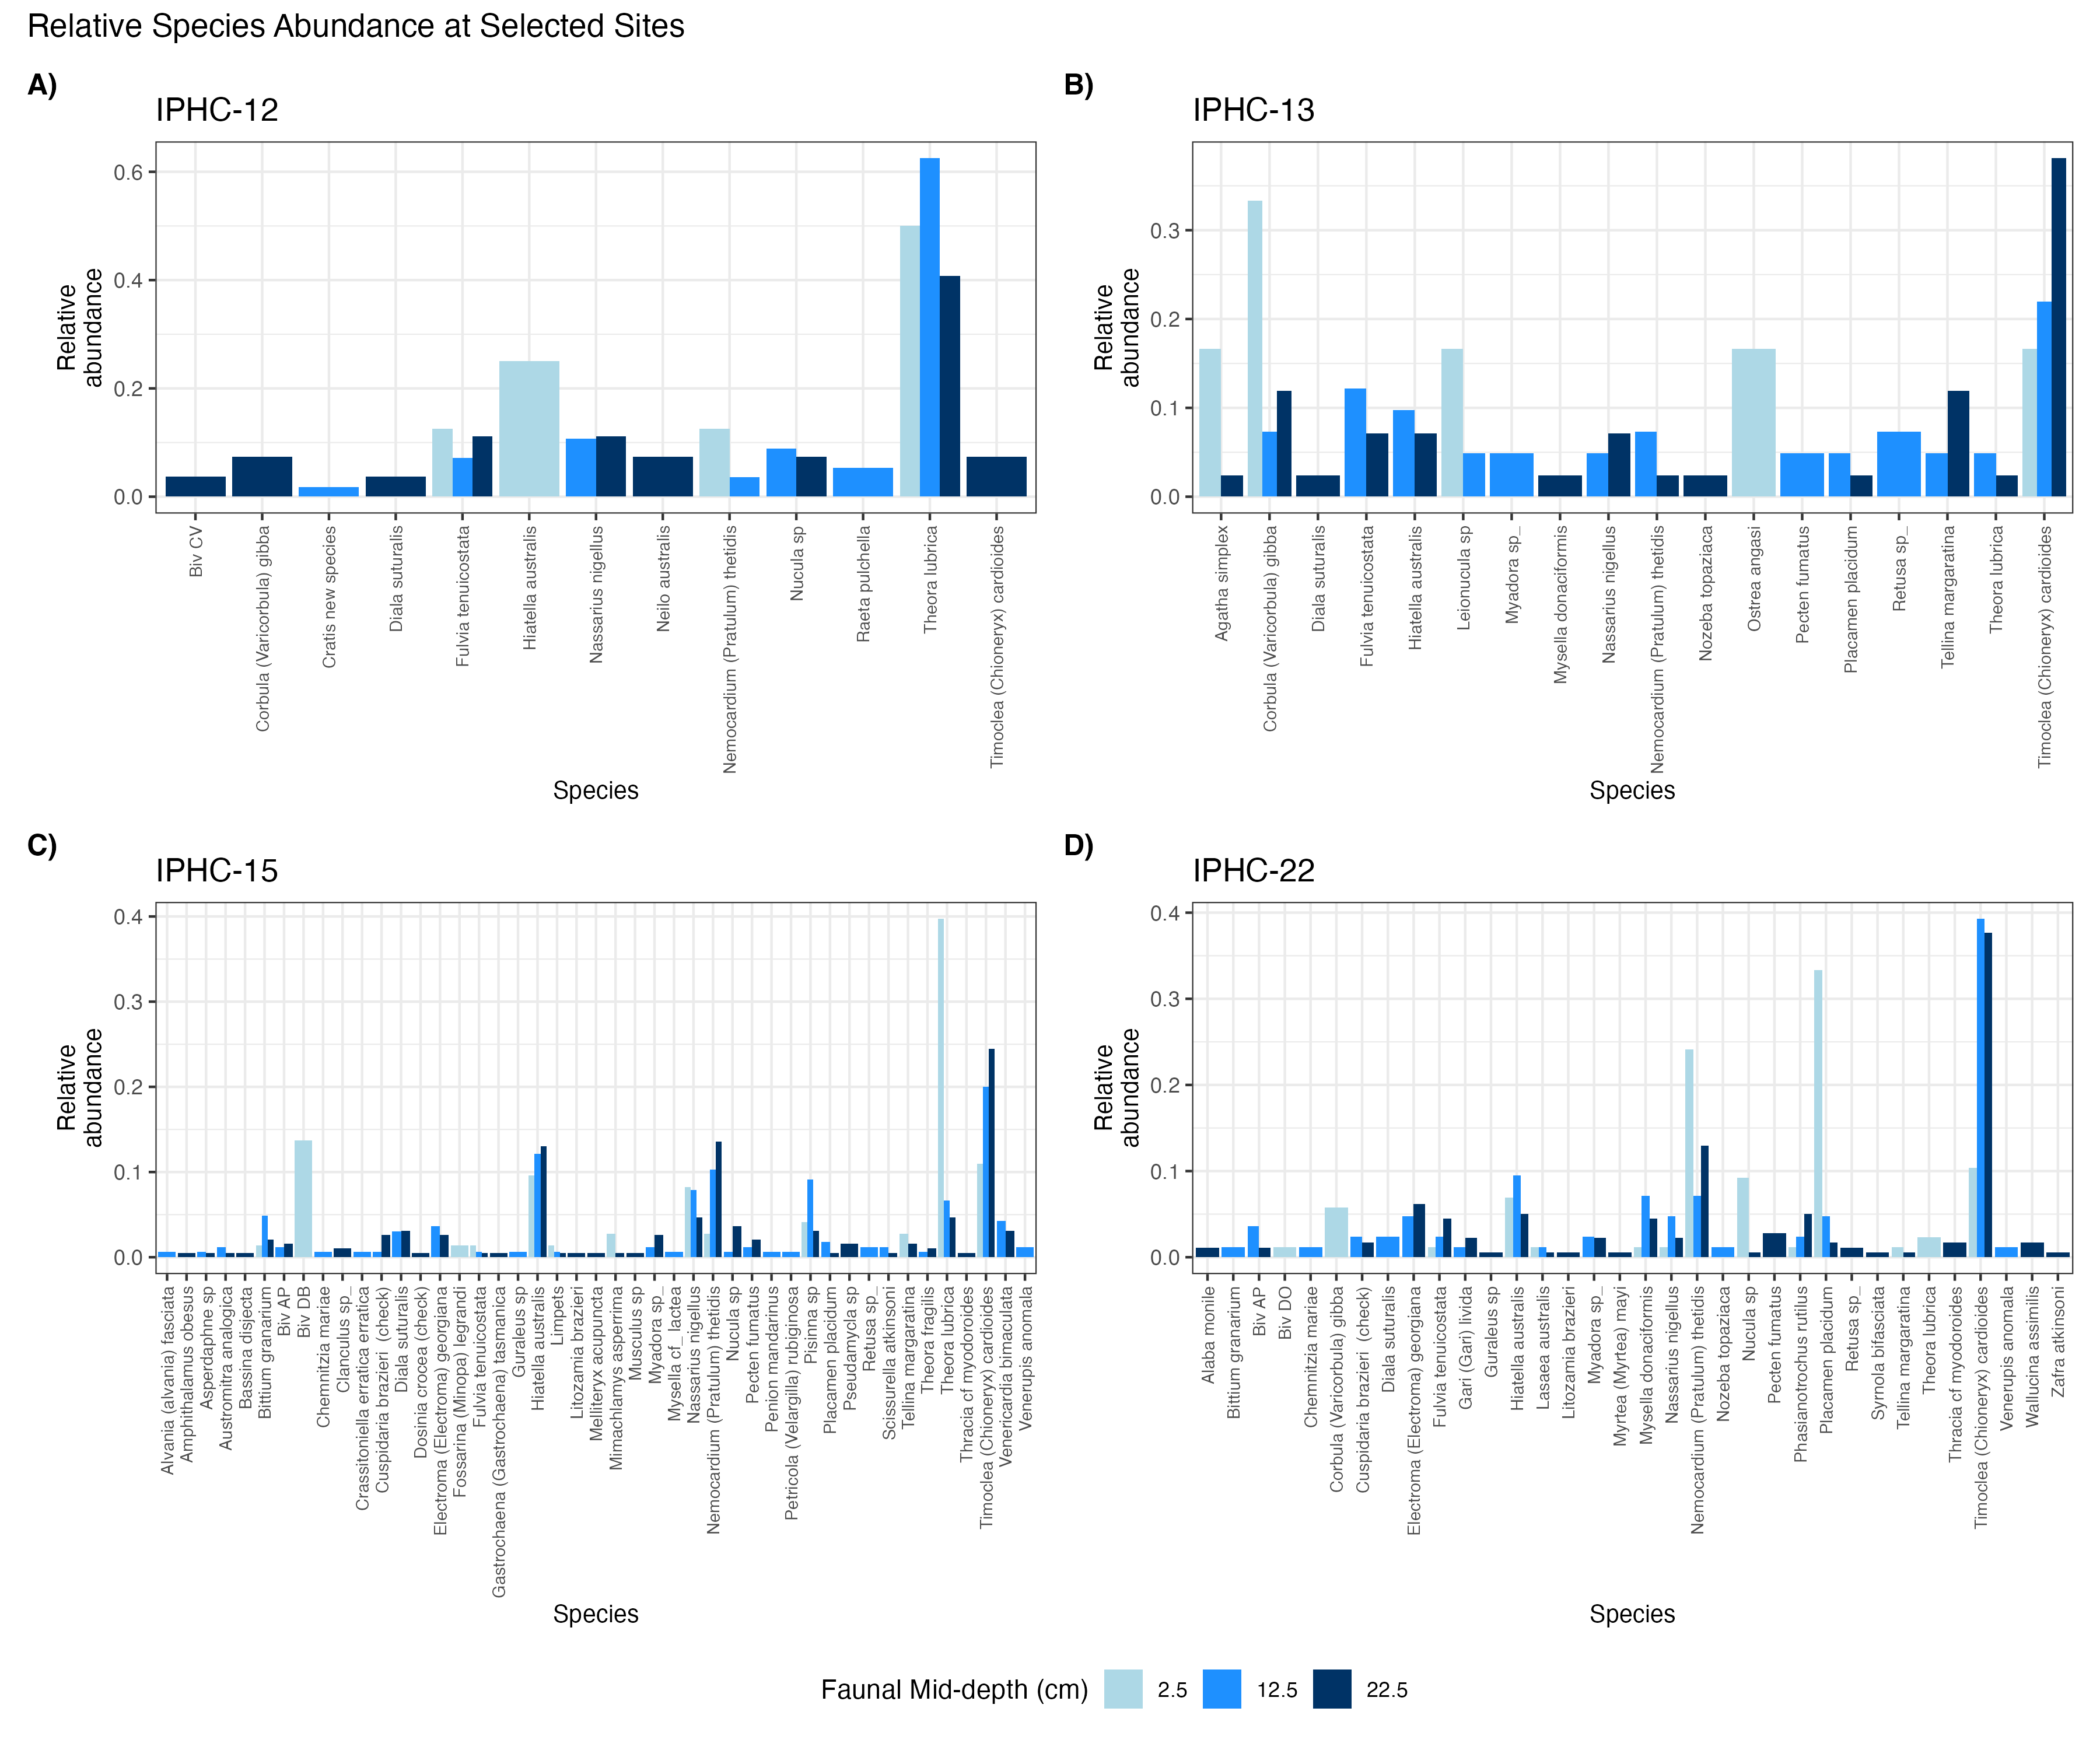 Relative Species Abundance at Selected Sites
A)
IPHC-12
Relative
abundance
0.6
0.4
0.2
0.0
Biv CV
Corbula (Varicorbula) gibba
Cratis new species
Diala suturalis
Fulvia tenuicostata
Hiatella australis
Nassarius nigellus
Neilo australis
Nemocardium (Pratulum) thetidis
Nucula sp
Raeta pulchella
Theora lubrica
Timoclea (Chioneryx) cardioides
Species
B)
IPHC-13
Relative
abundance
0.3
0.2
0.1
0.0
Agatha simplex
Corbula (Varicorbula) gibba
Diala suturalis
Fulvia tenuicostata
Hiatella australis
Leionucula sp
Myadora sp_
Mysella donaciformis
Nassarius nigellus
Nemocardium (Pratulum) thetidis
Nozeba topaziaca
Ostrea angasi
Pecten fumatus
Placamen placidum
Retusa sp_
Tellina margaratina
Theora lubrica
Timoclea (Chioneryx) cardioides
Species
C)
IPHC-15
Relative
abundance
0.4
0.3
0.2
0.1
0.0
Alvania (alvania) fasciata
Amphithalamus obesus
Asperdaphne sp
Austromitra analogica
Bassina disjecta
Bittium granarium
Biv AP
Biv DB
Chemnitzia mariae
Clanculus sp_
Crassitoniella erratica erratica
Cuspidaria brazieri  (check)
Diala suturalis
Dosinia crocea (check)
Electroma (Electroma) georgiana
Fossarina (Minopa) legrandi
Fulvia tenuicostata
Gastrochaena (Gastrochaena) tasmanica
Guraleus sp
Hiatella australis
Limpets
Litozamia brazieri
Melliteryx acupuncta
Mimachlamys asperrima
Musculus sp
Myadora sp_
Mysella cf_ lactea
Nassarius nigellus
Nemocardium (Pratulum) thetidis
Nucula sp
Pecten fumatus
Penion mandarinus
Petricola (Velargilla) rubiginosa
Pisinna sp
Placamen placidum
Pseudamycla sp
Retusa sp_
Scissurella atkinsoni
Tellina margaratina
Theora fragilis
Theora lubrica
Thracia cf myodoroides
Timoclea (Chioneryx) cardioides
Venericardia bimaculata
Venerupis anomala
Species
D)
IPHC-22
Relative
abundance
0.4
0.3
0.2
0.1
0.0
Alaba monile
Bittium granarium
Biv AP
Biv DO
Chemnitzia mariae
Corbula (Varicorbula) gibba
Cuspidaria brazieri  (check)
Diala suturalis
Electroma (Electroma) georgiana
Fulvia tenuicostata
Gari (Gari) livida
Guraleus sp
Hiatella australis
Lasaea australis
Litozamia brazieri
Myadora sp_
Myrtea (Myrtea) mayi
Mysella donaciformis
Nassarius nigellus
Nemocardium (Pratulum) thetidis
Nozeba topaziaca
Nucula sp
Pecten fumatus
Phasianotrochus rutilus
Placamen placidum
Retusa sp_
Syrnola bifasciata
Tellina margaratina
Theora lubrica
Thracia cf myodoroides
Timoclea (Chioneryx) cardioides
Venerupis anomala
Wallucina assimilis
Zafra atkinsoni
Species
Faunal Mid-depth (cm) 2.5 12.5 22.5